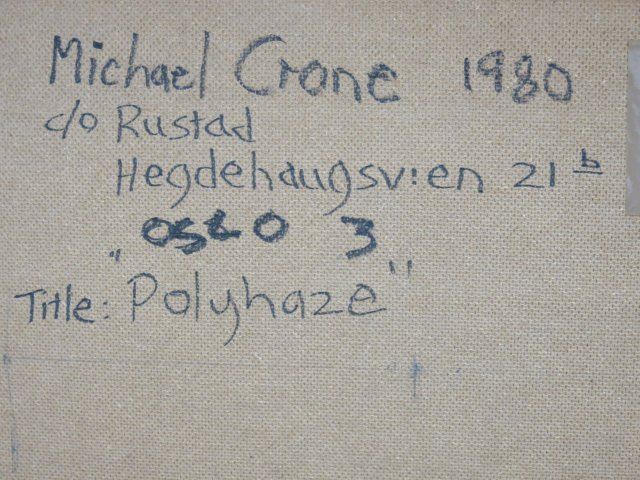 Michael Crone 1980
c/o Rustad
Hegdehaugsvien 21 b
OSLO 3
Title: „Polyhaze"